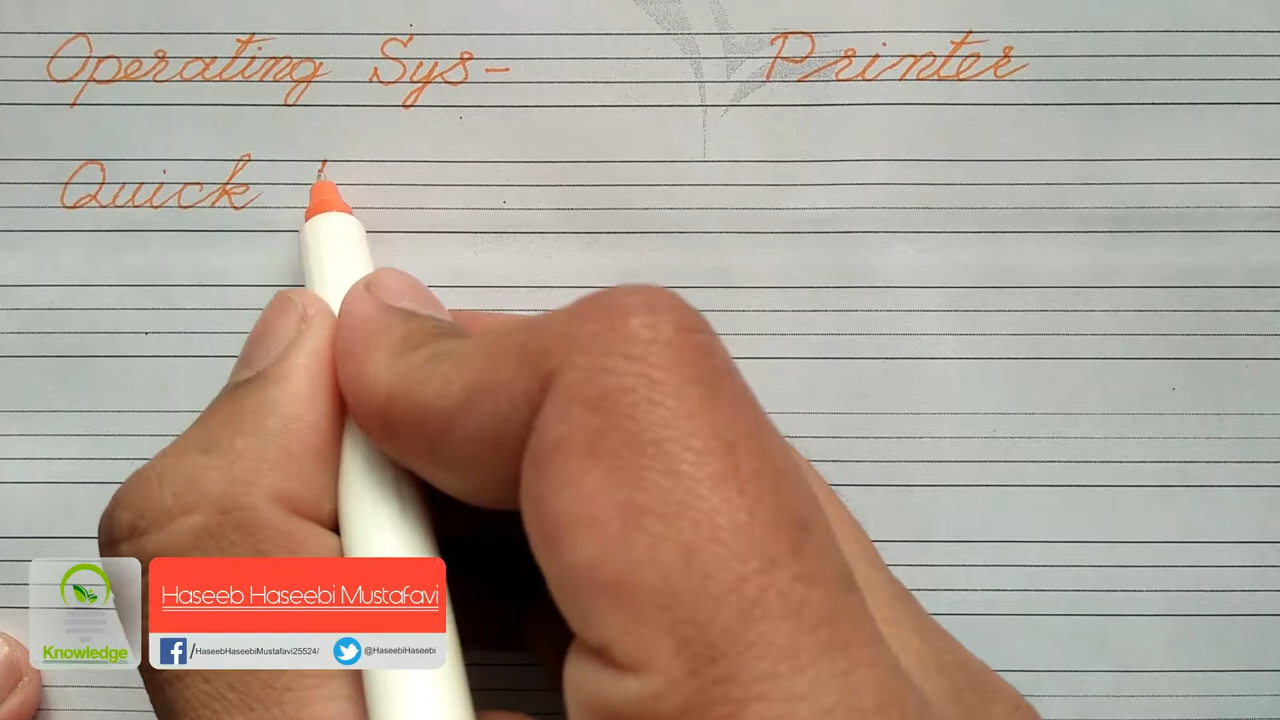 Operating Sys- Printer
Quick
Haseeb Haseebi Mustafavi
Knowledge
/HaseebHaseebiMustafavi25524/ @HaseebiHaseebi